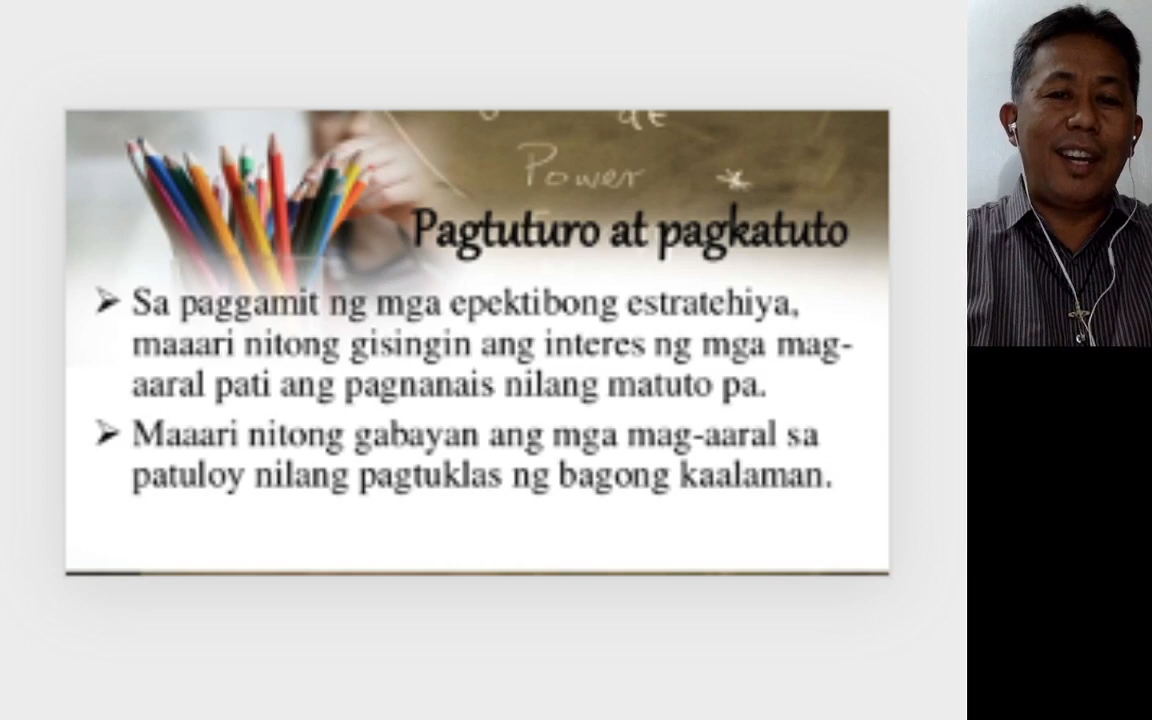 Power
Pagtuturo at pagkatuto
➢ Sa paggamit ng mga epektibong estratehiya,
maaari nitong gisingin ang interes ng mga mag-
aaral pati ang pagnanais nilang matuto pa.
➢ Maaari nitong gabayan ang mga mag-aaral sa
patuloy nilang pagtuklas ng bagong kaalaman.